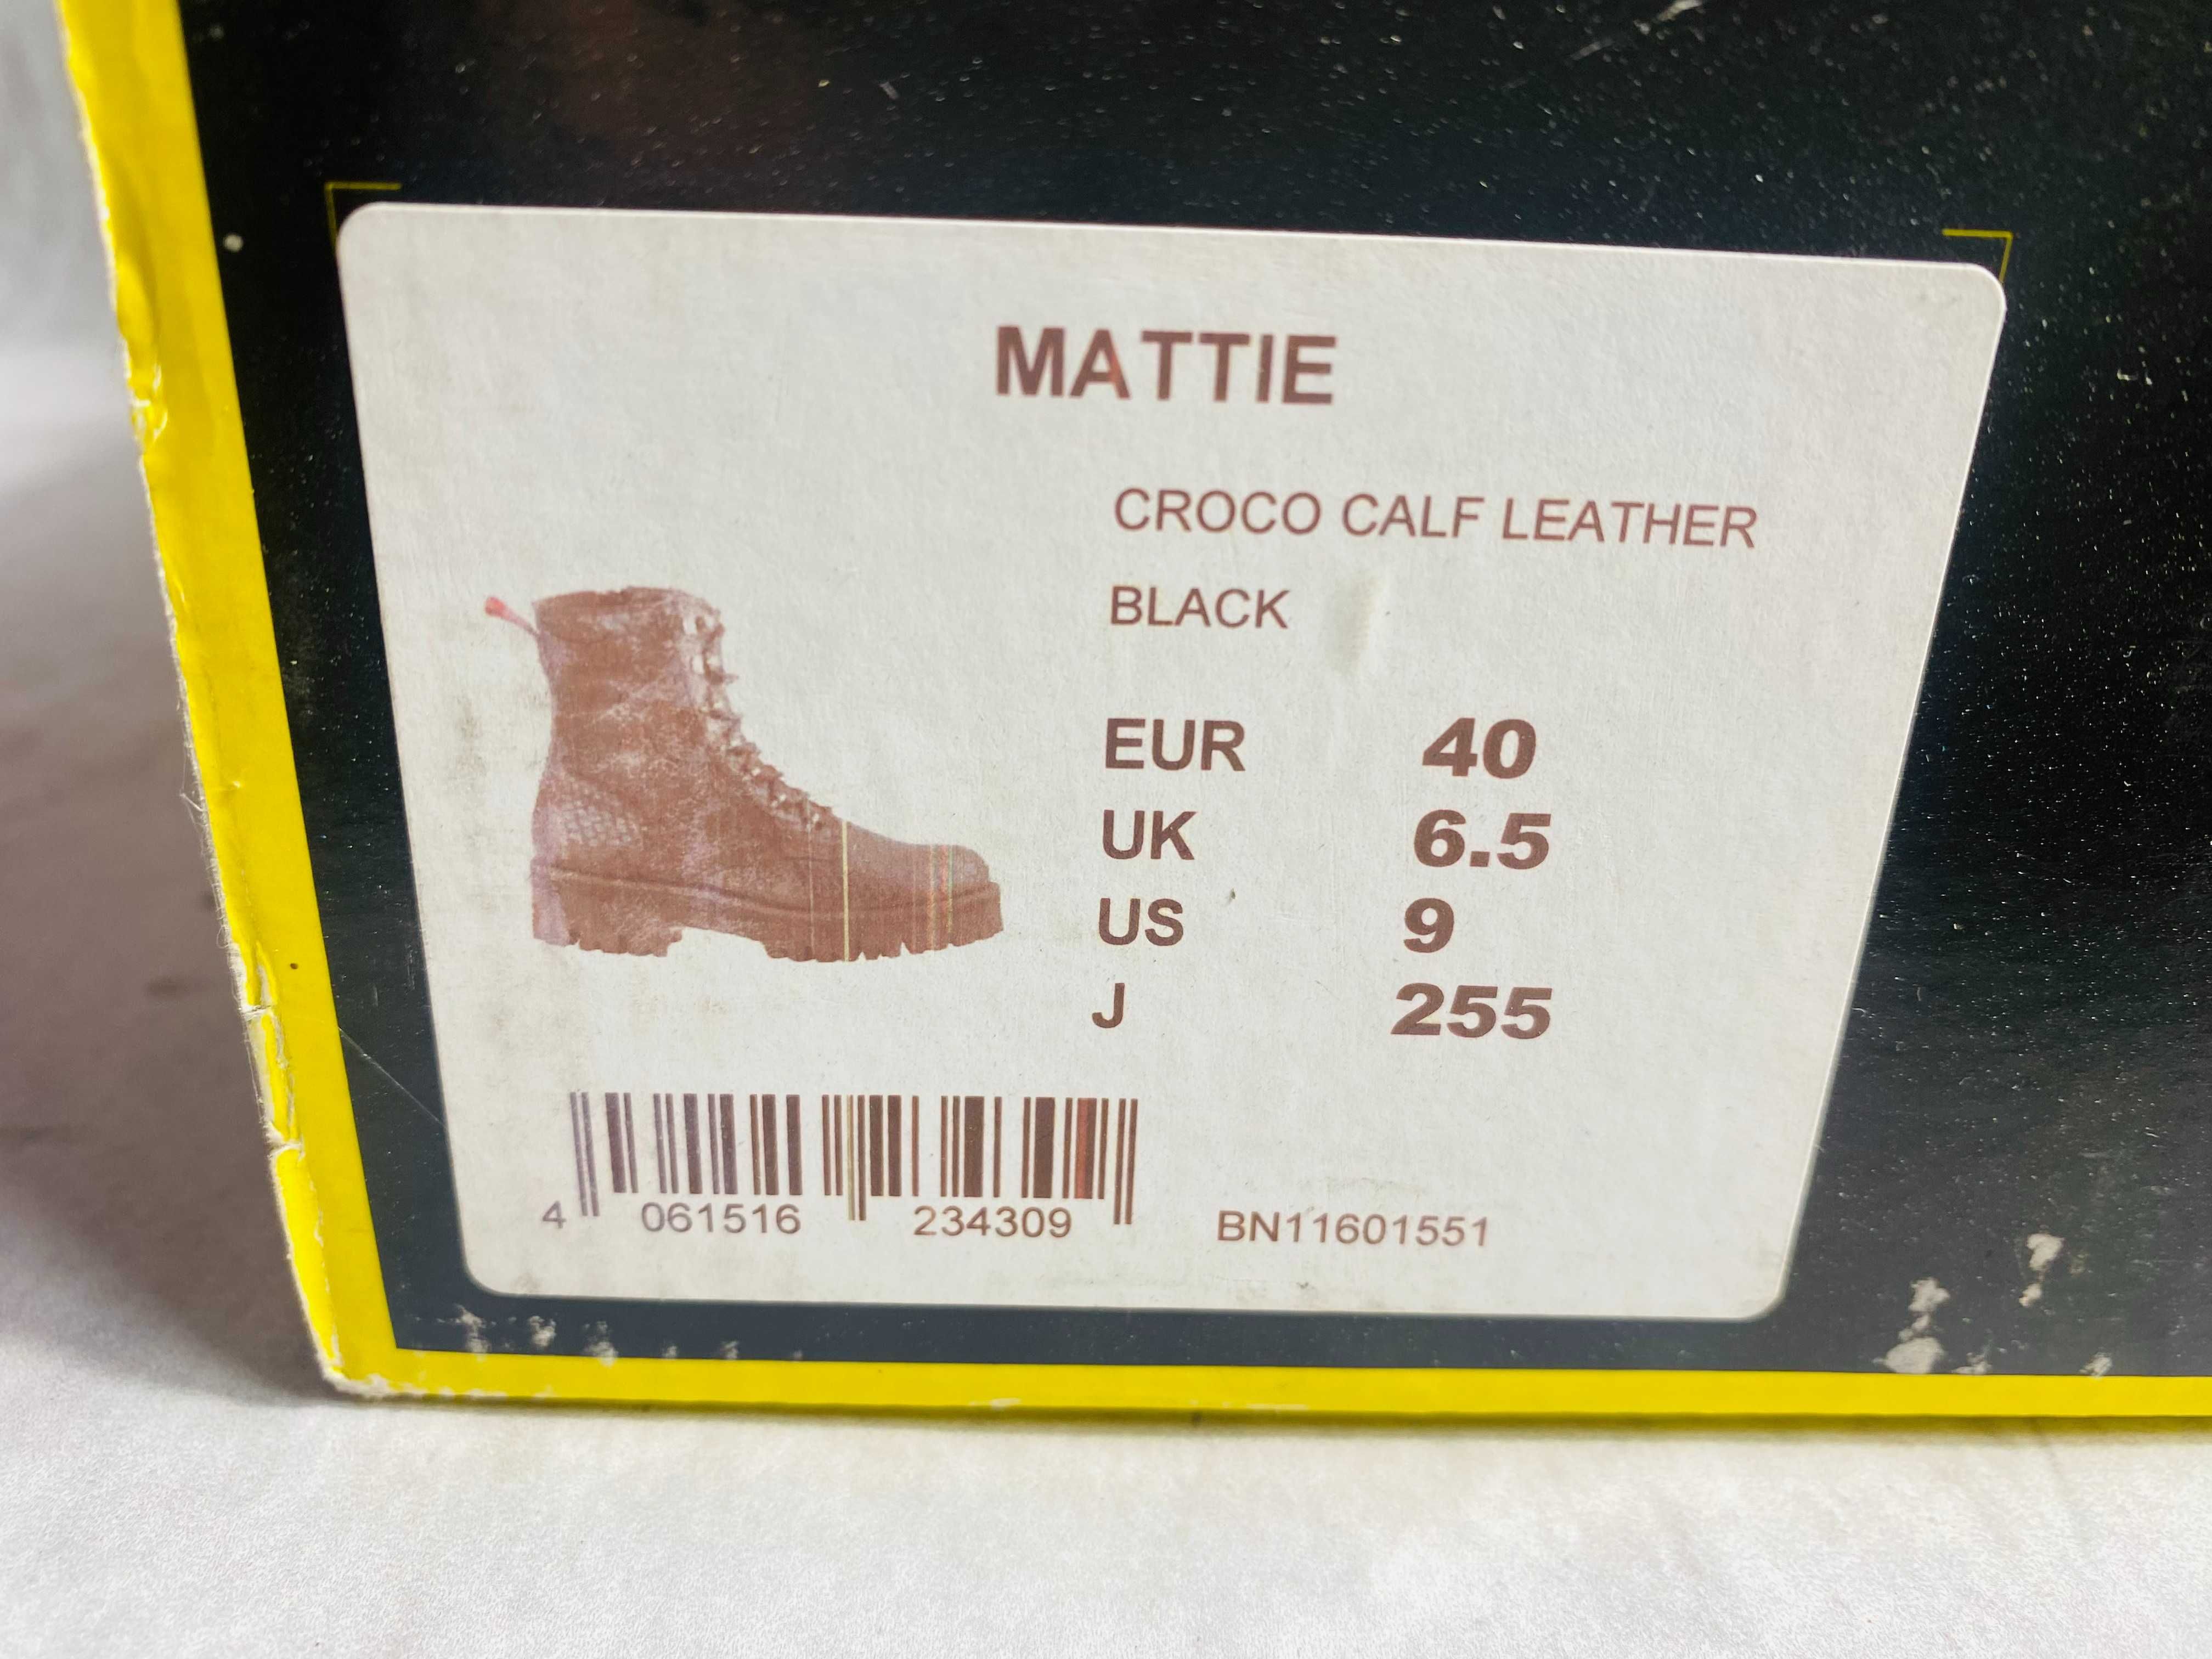 MATTIE
CROCO CALF LEATHER
BLACK
EUR 40
UK 6.5
US 9
J 255
4 061516 234309 BN11601551